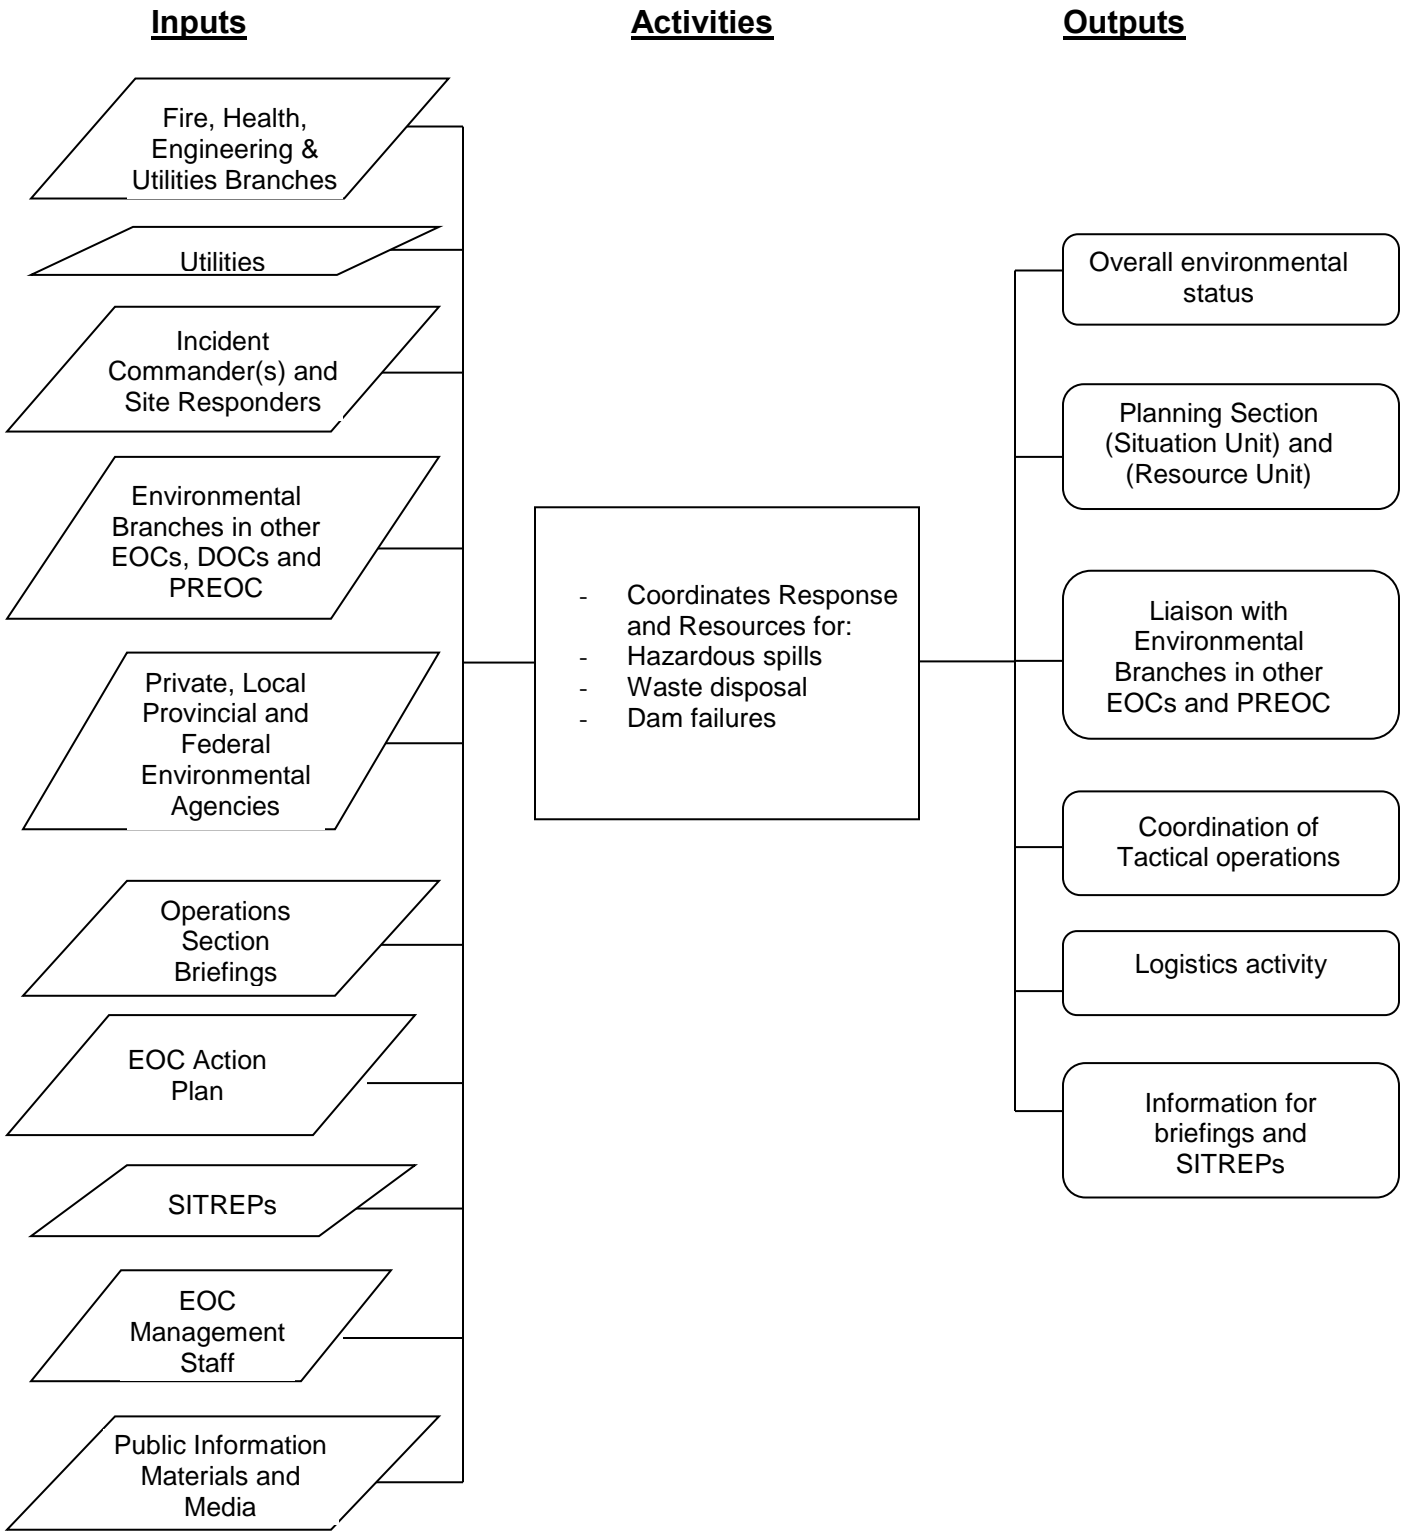 Inputs
Activities
Outputs
Fire, Health,
Engineering &
Utilities Branches
Utilities
Incident
Commander(s) and
Site Responders
Environmental
Branches in other
EOCs, DOCs and
PREOC
Private, Local
Provincial and
Federal
Environmental
Agencies
Operations
Section
Briefings
EOC Action
Plan
SITREPs
EOC
Management
Staff
Public Information
Materials and
Media
- Coordinates Response
and Resources for:
- Hazardous spills
- Waste disposal
- Dam failures
Overall environmental
status
Planning Section
(Situation Unit) and
(Resource Unit)
Liaison with
Environmental
Branches in other
EOCs and PREOC
Coordination of
Tactical operations
Logistics activity
Information for
briefings and
SITREPs